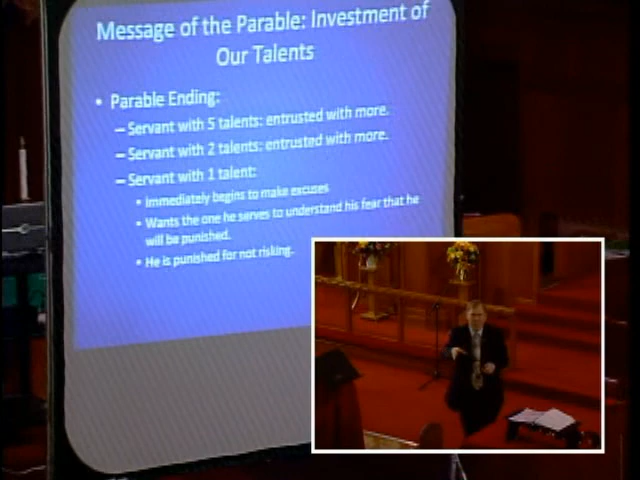 Message of the Parable: Investment of
Our Talents
• Parable Ending:
– Servant with 5 talents: entrusted with more.
– Servant with 2 talents: entrusted with more.
– Servant with 1 talent:
• Immediately begins to make excuses
• Wants the one he serves to understand his fear that he
will be punished.
• He is punished for not risking.